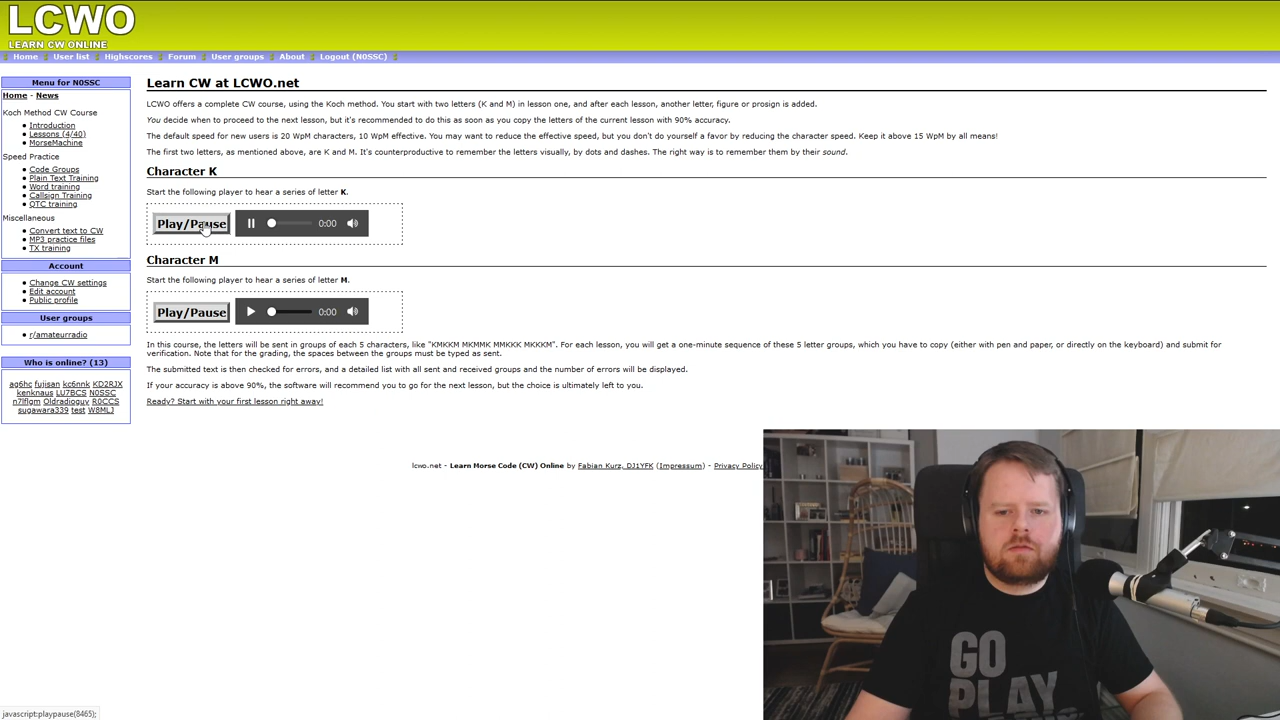 LCWO
LEARN CW ONLINE
Home User list Highscores Forum User groups About Logout (N0SSC)
Menu for N0SSC
Home - News
Koch Method CW Course
Introduction
Lessons (4/40)
MorseMachine
Speed Practice
Code Groups
Plain Text Training
Word training
Callsign Training
QTC training
Miscellaneous
Convert text to CW
MP3 practice files
TX training
Account
Change CW settings
Edit account
Public profile
User groups
r/amateurradio
Who is online? (13)
ag6hc fujisan kc6nnk KD2RJX
kenknaus LU7BCS N0SSC
n7lflgm Oldradioguy R0CCS
sugawara339 test W8MLJ
Learn CW at LCWO.net
LCWO offers a complete CW course, using the Koch method. You start with two letters (K and M) in lesson one, and after each lesson, another letter, figure or prosign is added.
You decide when to proceed to the next lesson, but it's recommended to do this as soon as you copy the letters of the current lesson with 90% accuracy.
The default speed for new users is 20 WpM characters, 10 WpM effective. You may want to reduce the effective speed, but you don't do yourself a favor by reducing the character speed. Keep it above 15 WpM by all means!
The first two letters, as mentioned above, are K and M. It's counterproductive to remember the letters visually, by dots and dashes. The right way is to remember them by their sound.
Character K
Start the following player to hear a series of letter K.
Play/Pause 0:00
Character M
Start the following player to hear a series of letter M.
Play/Pause 0:00
In this course, the letters will be sent in groups of each 5 characters, like "KMKKM MKMMK MMKKK MKKKM". For each lesson, you will get a one-minute sequence of these 5 letter groups, which you have to copy (either with pen and paper, or directly on the keyboard) and submit for
verification. Note that for the grading, the spaces between the groups must be typed as sent.
The submitted text is then checked for errors, and a detailed list with all sent and received groups and the number of errors will be displayed.
If your accuracy is above 90%, the software will recommend you to go for the next lesson, but the choice is ultimately left to you.
Ready? Start with your first lesson right away!
lcwo.net - Learn Morse Code (CW) Online by Fabian Kurz, DJ1YFK (Impressum) - Privacy Policy
GO
PLAY
javascript:playpause(8465);